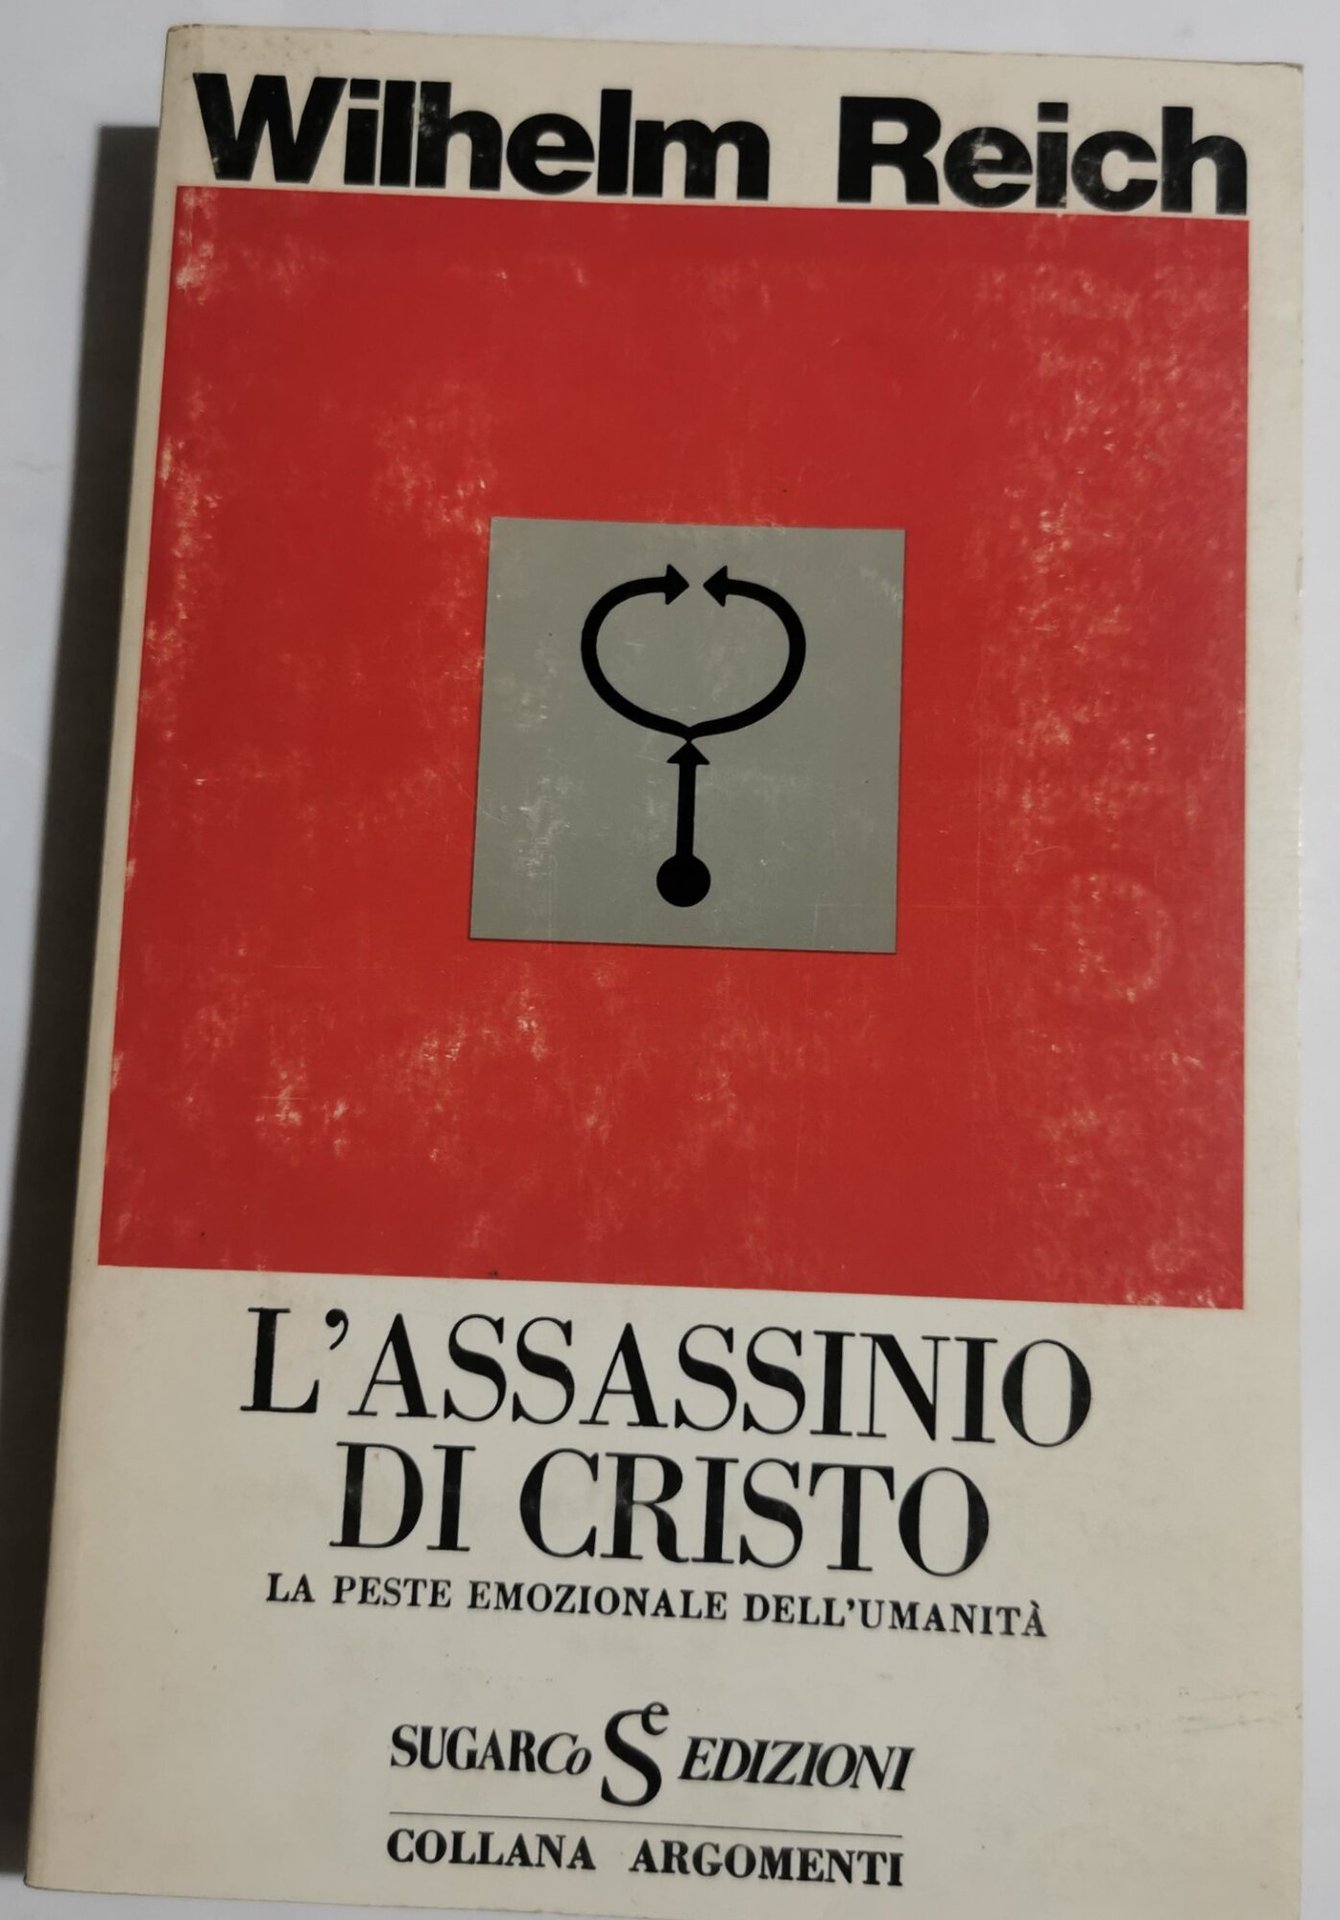 Wilhelm Reich
L'ASSASSINIO
DI CRISTO
LA PESTE EMOZIONALE DELL'UMANITÀ
SUGARCo Se EDIZIONI
COLLANA ARGOMENTI